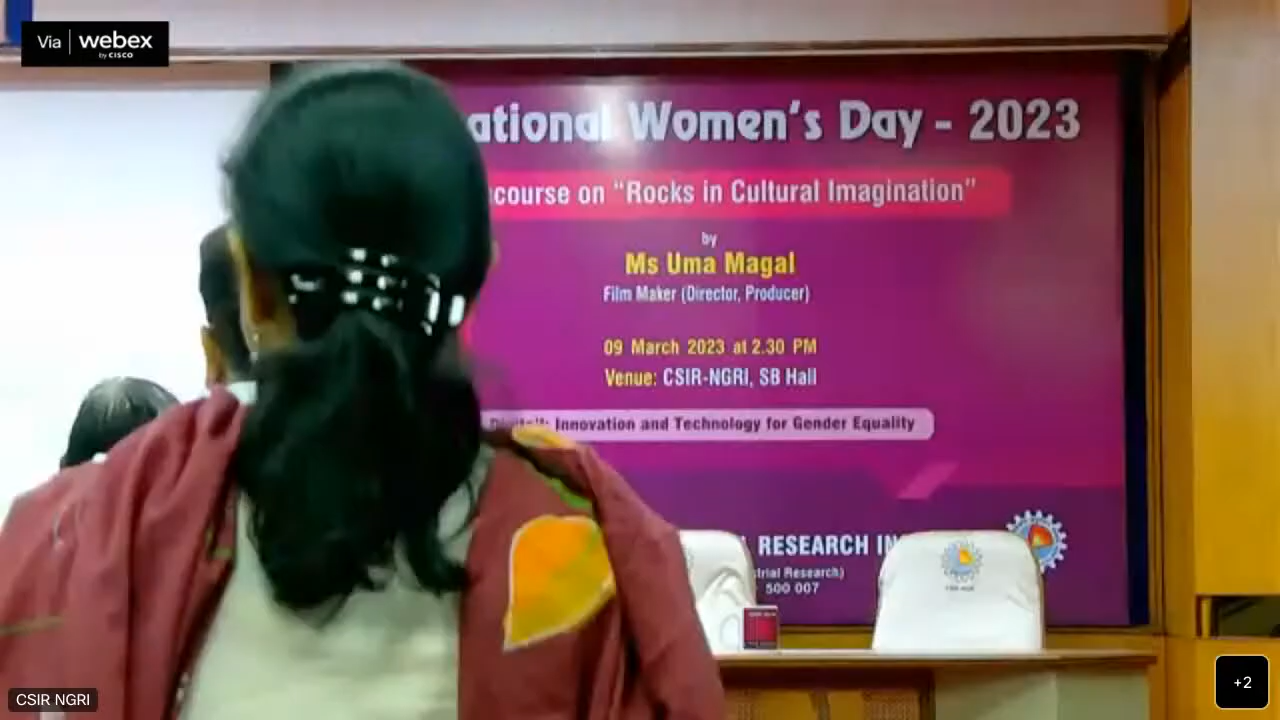 Via webex
by CISCO
ational Women's Day - 2023
course on "Rocks in Cultural Imagination"
by
Ms Uma Magal
Film Maker (Director, Producer)
09 March 2023 at 2.30 PM
Venue: CSIR-NGRI, SB Hall
Innovation and Technology for Gender Equality
RESEARCH IN
strial Research)
500 007
CSIR NGRI
+2